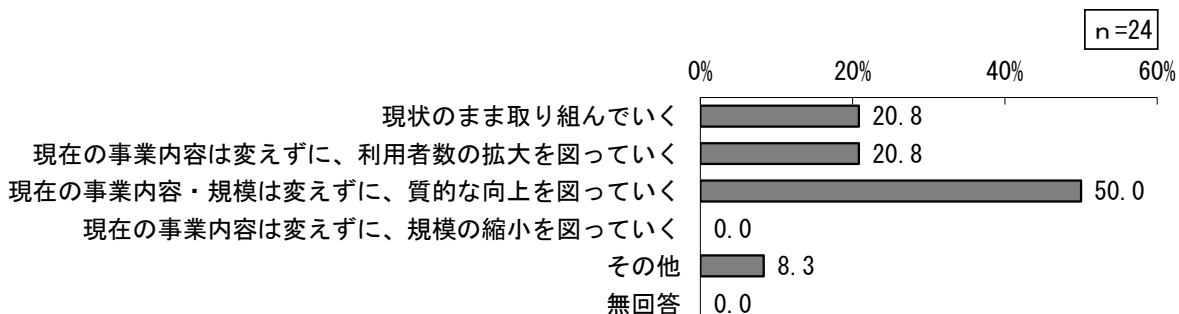 ｎ=24
0% 20% 40% 60%
現状のまま取り組んでいく 20.8
現在の事業内容は変えずに、利用者数の拡大を図っていく 20.8
現在の事業内容・規模は変えずに、質的な向上を図っていく 50.0
現在の事業内容は変えずに、規模の縮小を図っていく 0.0
その他 8.3
無回答 0.0